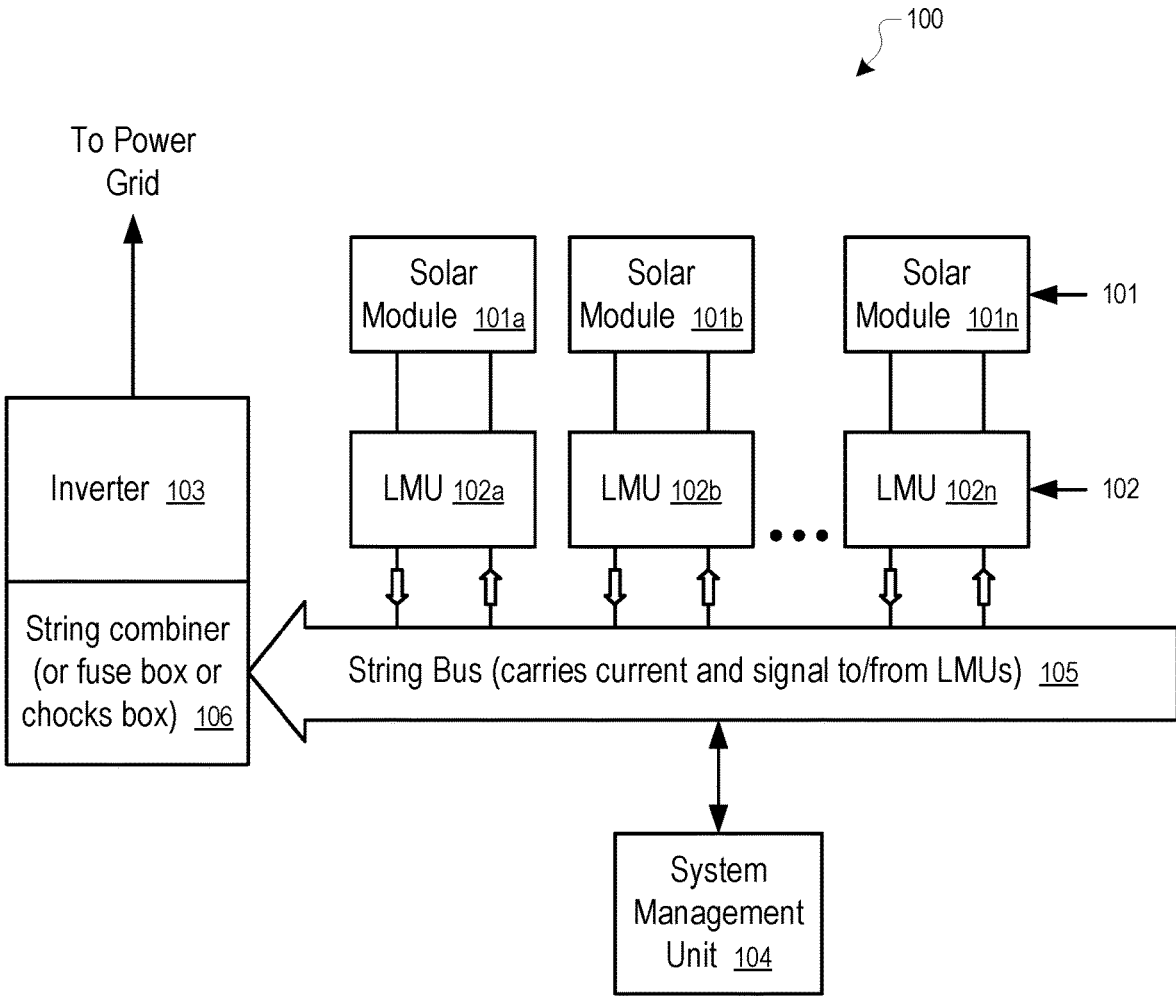 100
To Power
Grid
Solar
Module 101a
Solar
Module 101b
Solar
Module 101n
101
Inverter 103
LMU 102a
LMU 102b
LMU 102n
102
String combiner
(or fuse box or
chocks box) 106
String Bus (carries current and signal to/from LMUs) 105
System
Management
Unit 104